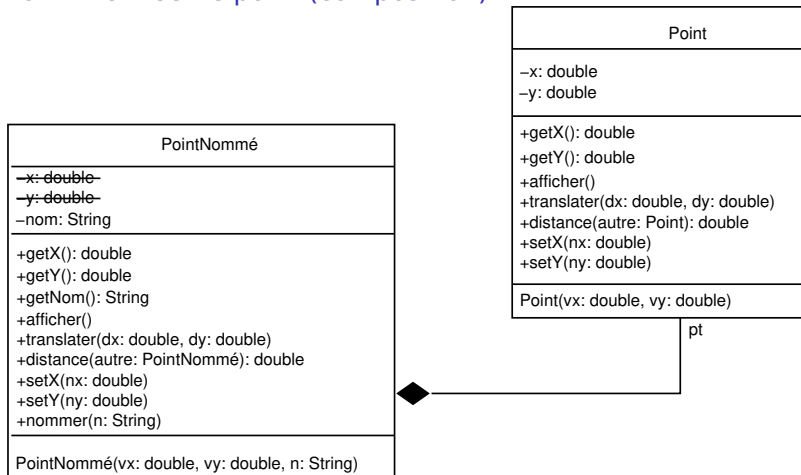 Point
−x: double
−y: double
+getX(): double
+getY(): double
+afficher()
+translater(dx: double, dy: double)
+distance(autre: Point): double
+setX(nx: double)
+setY(ny: double)
Point(vx: double, vy: double)
pt
PointNommé
−x: double
−y: double
−nom: String
+getX(): double
+getY(): double
+getNom(): String
+afficher()
+translater(dx: double, dy: double)
+distance(autre: PointNommé): double
+setX(nx: double)
+setY(ny: double)
+nommer(n: String)
PointNommé(vx: double, vy: double, n: String)